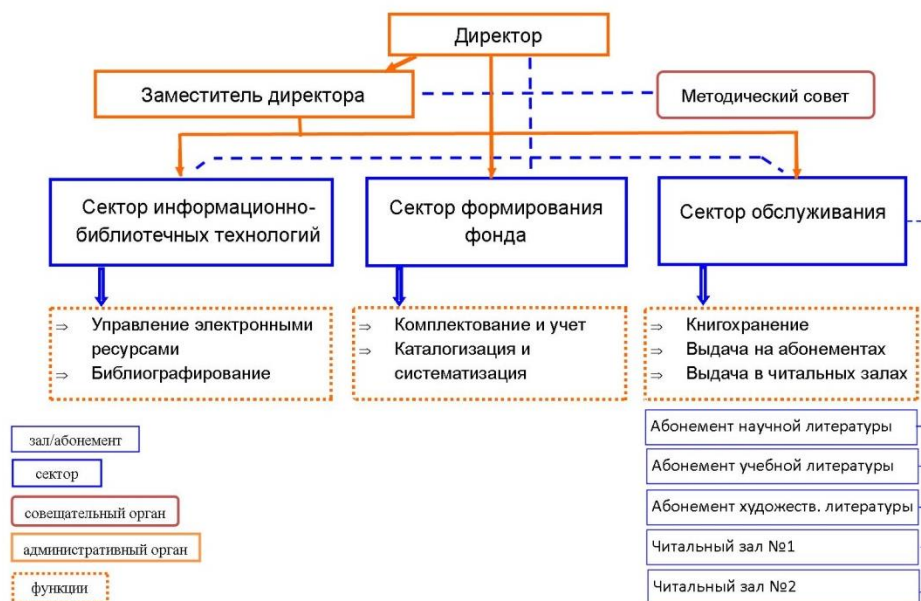 Директор
Заместитель директора
Методический совет
Сектор информационно-
библиотечных технологий
Сектор формирования
фонда
Сектор обслуживания
⇒ Управление электронными
ресурсами
⇒ Библиографирование
⇒ Комплектование и учет
⇒ Каталогизация и
систематизация
⇒ Книгохранение
⇒ Выдача на абонементах
⇒ Выдача в читальных залах
зал/абонемент
сектор
совещательный орган
административный орган
функции
Абонемент научной литературы
Абонемент учебной литературы
Абонемент художеств. литературы
Читальный зал №1
Читальный зал №2